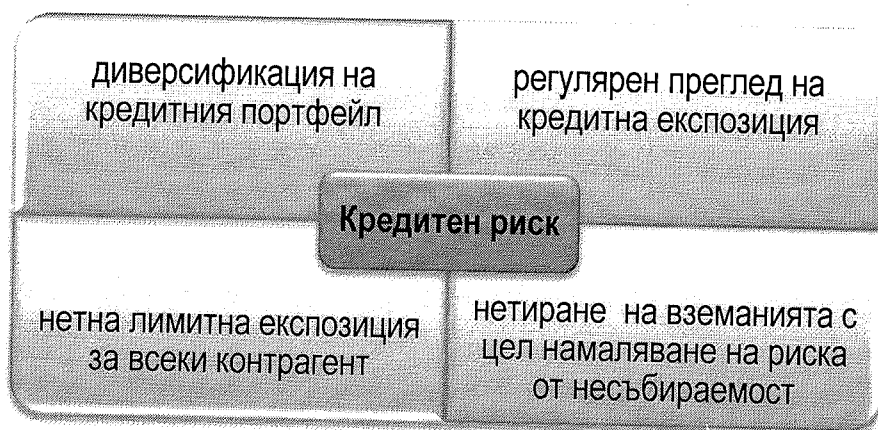 диверсификация на
кредитния портфейл
регулярен преглед на
кредитна експозиция
Кредитен риск
нетна лимитна експозиция
за всеки контрагент
нетиране на вземанията с
цел намаляване на риска
от несъбираемост